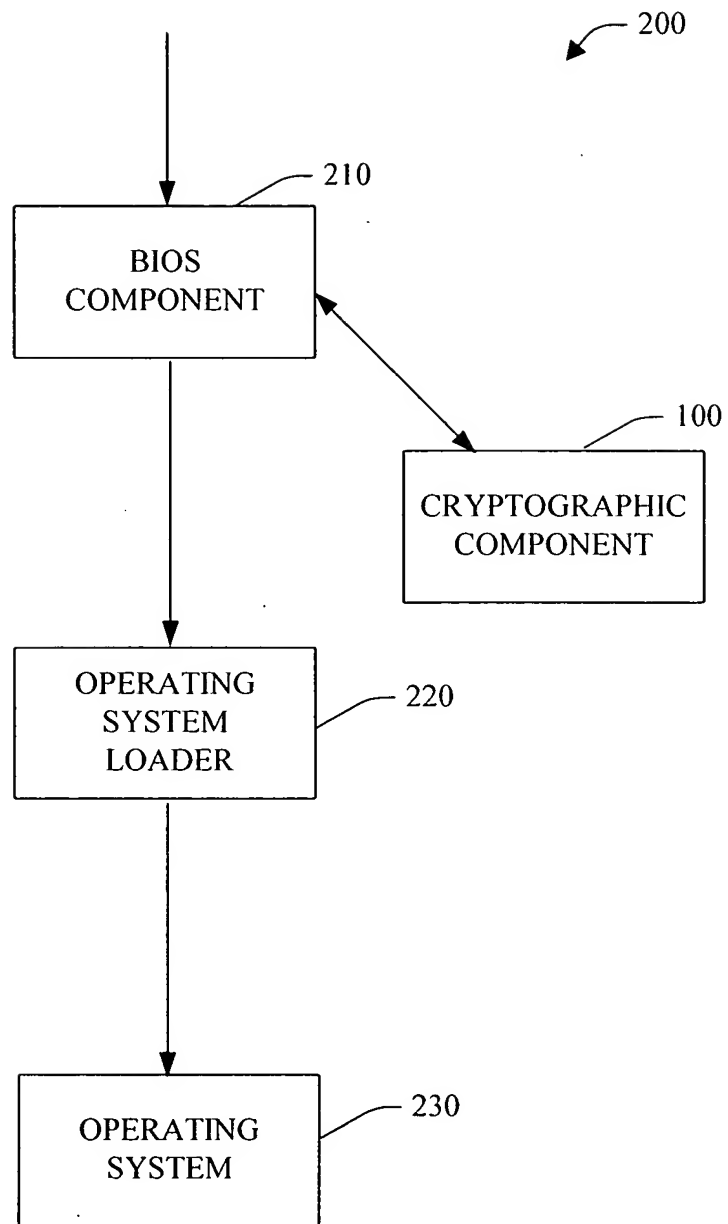 200
210
BIOS
COMPONENT
100
CRYPTOGRAPHIC
COMPONENT
OPERATING
SYSTEM
LOADER
220
OPERATING
SYSTEM
230